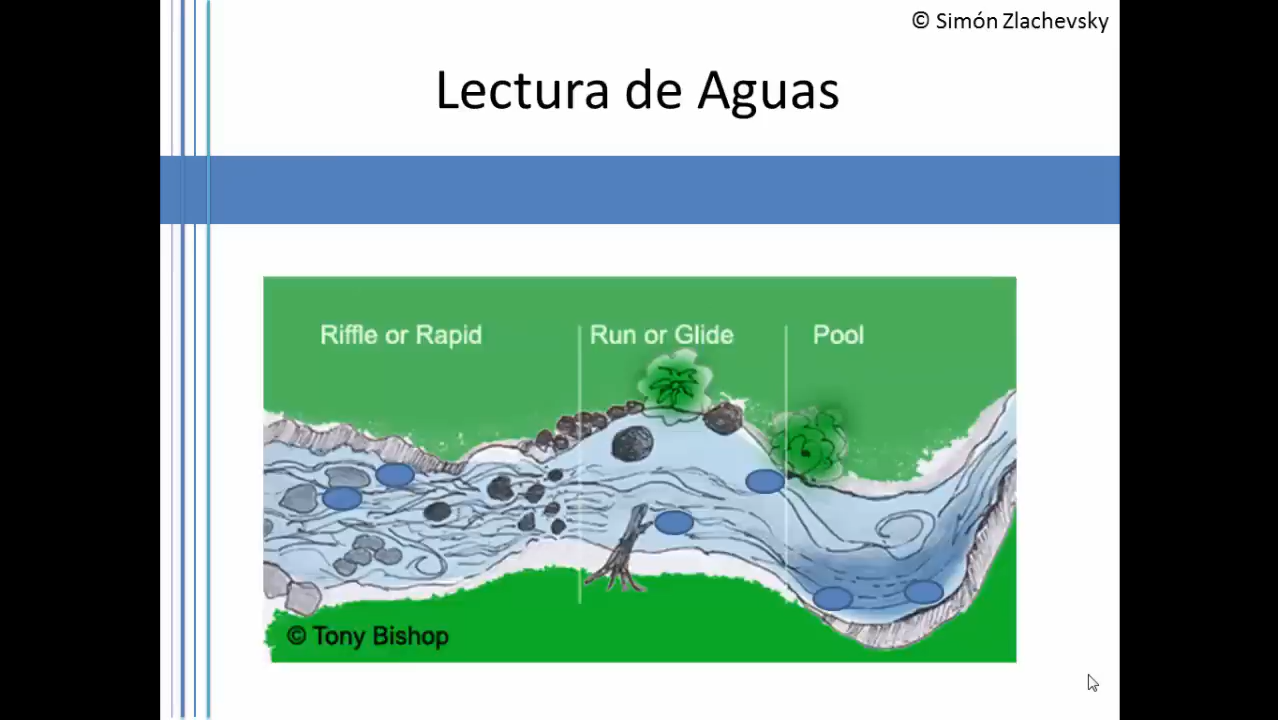 © Simón Zlachevsky
Lectura de Aguas
Riffle or Rapid
Run or Glide
Pool
© Tony Bishop